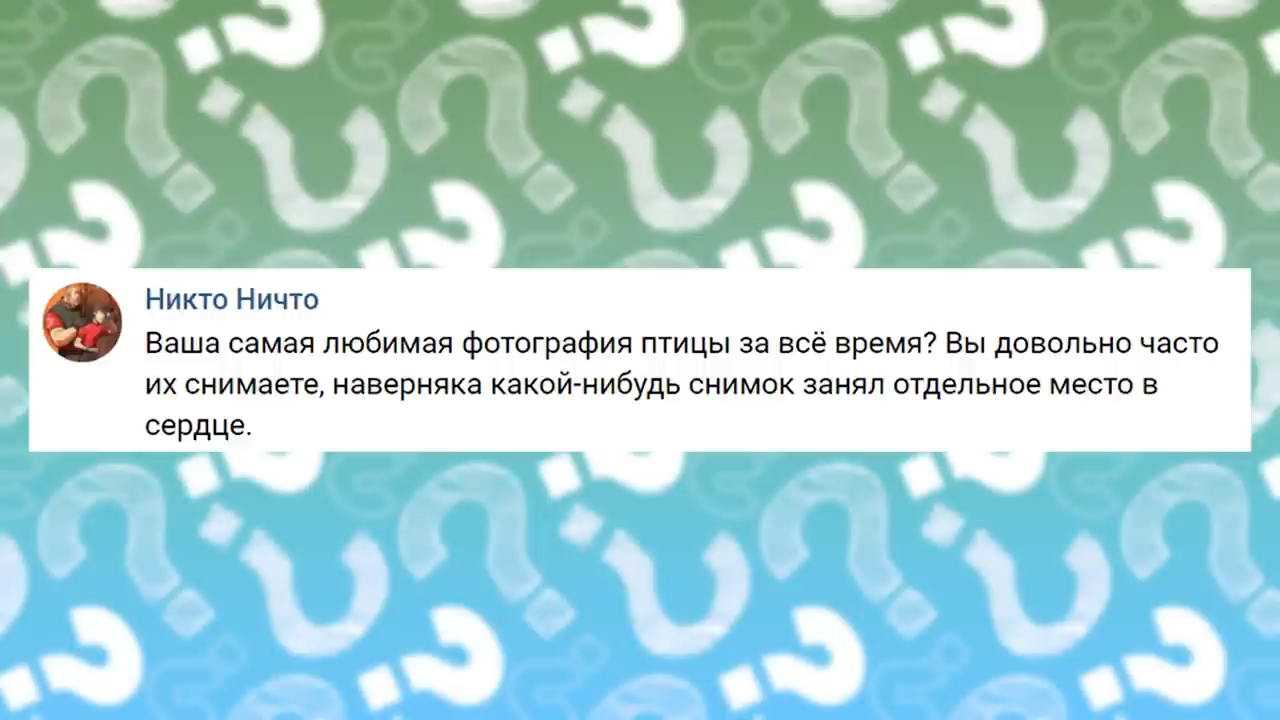 Никто Ничто
Ваша самая любимая фотография птицы за всё время? Вы довольно часто
их снимаете, наверняка какой-нибудь снимок занял отдельное место в
сердце.